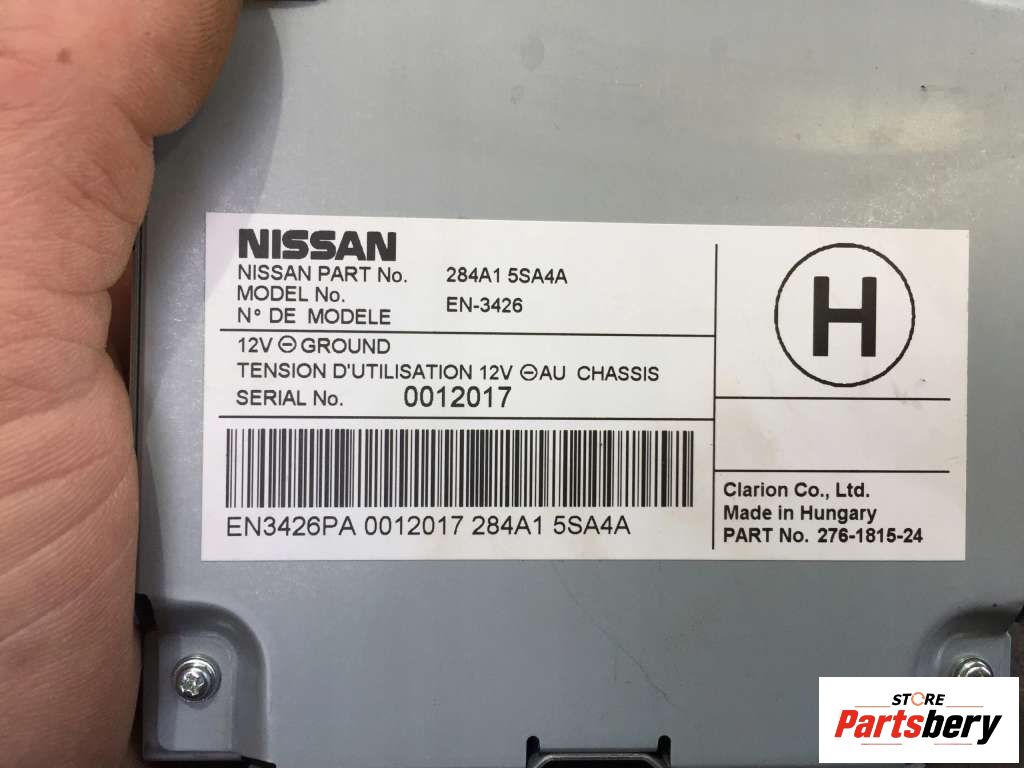 NISSAN
NISSAN PART No. 284A1 5SA4A
MODEL No.
N° DE MODELE EN-3426
12V ⊖ GROUND
TENSION D'UTILISATION 12V ⊖ AU CHASSIS
SERIAL No. 0012017
EN3426PA 0012017 284A1 5SA4A
H
Clarion Co., Ltd.
Made in Hungary
PART No. 276-1815-24
STORE
Partsbery